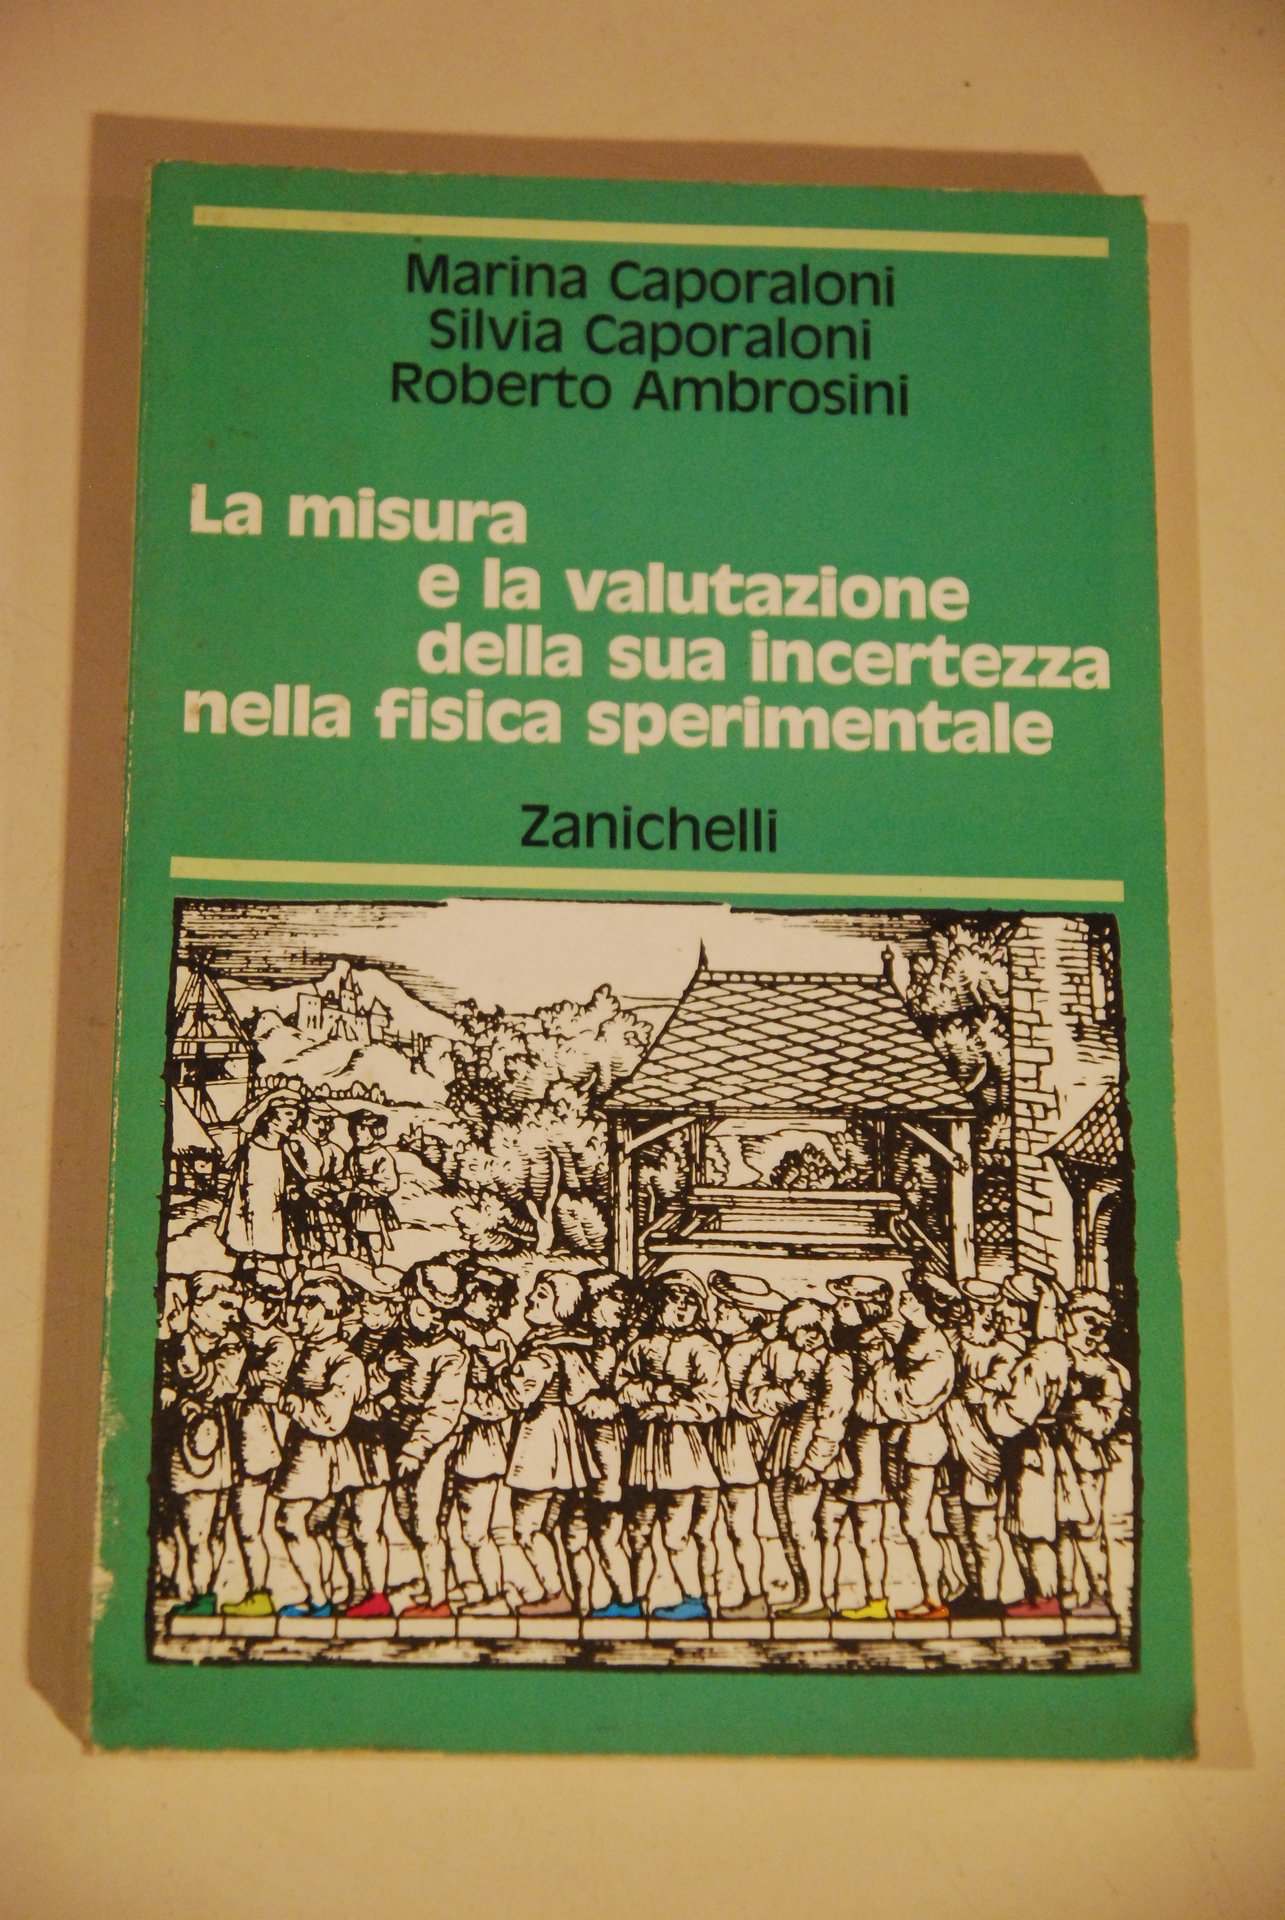 Marina Caporaloni
Silvia Caporaloni
Roberto Ambrosini
La misura
e la valutazione
della sua incertezza
nella fisica sperimentale
Zanichelli